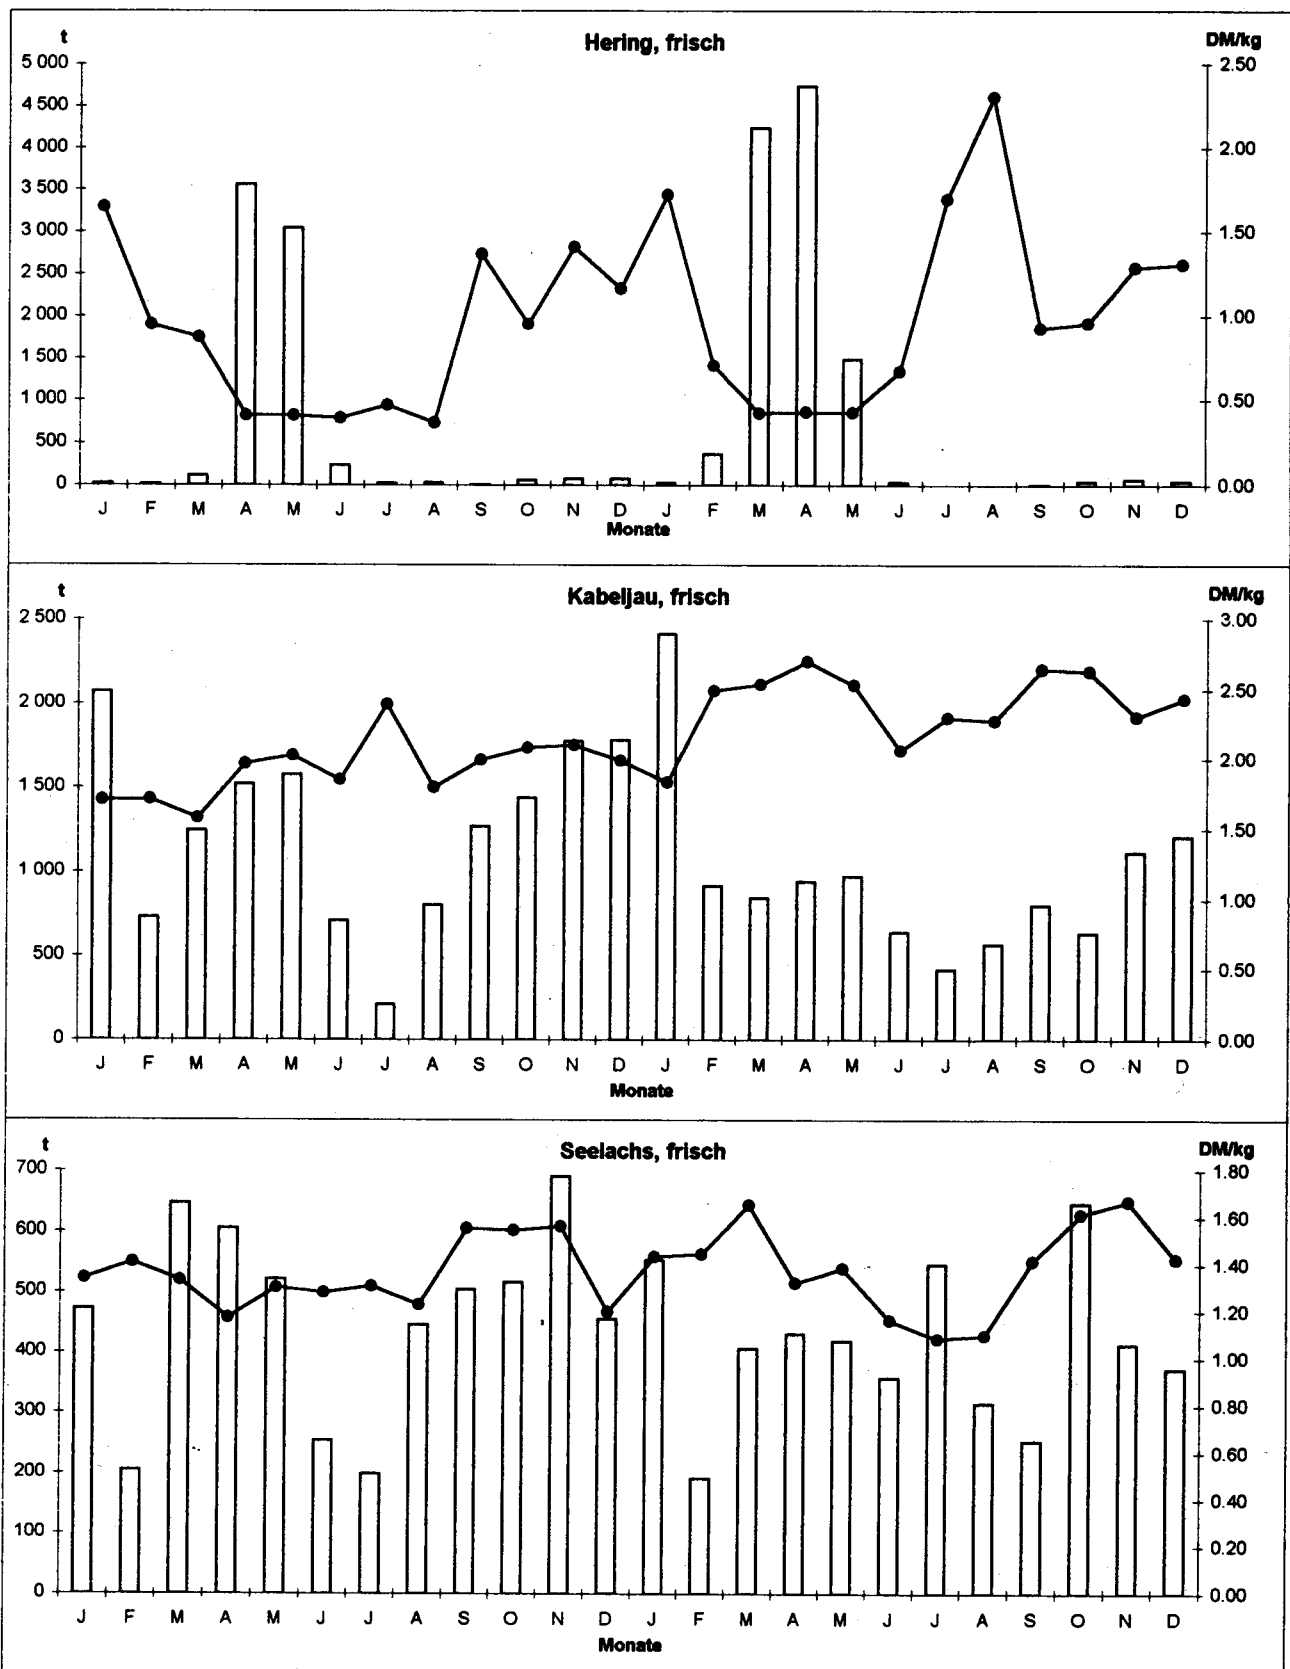 t Hering, frisch DM/kg
5 000 2.50
4 500
4 000 2.00
3 500
3 000 1.50
2 500
2 000 1.00
1 500
1 000 0.50
500
0 0.00
J F M A M J J A S O N D J F M A M J J A S O N D
Monate
t Kabeljau, frisch DM/kg
2 500 3.00
2.50
2 000
2.00
1 500
1.50
1 000
1.00
500
0.50
0 0.00
J F M A M J J A S O N D J F M A M J J A S O N D
Monate
t Seelachs, frisch DM/kg
700 1.80
600 1.60
1.40
500
1.20
400
1.00
300
0.80
200 0.60
0.40
100
0.20
0 0.00
J F M A M J J A S O N D J F M A M J J A S O N D
Monate